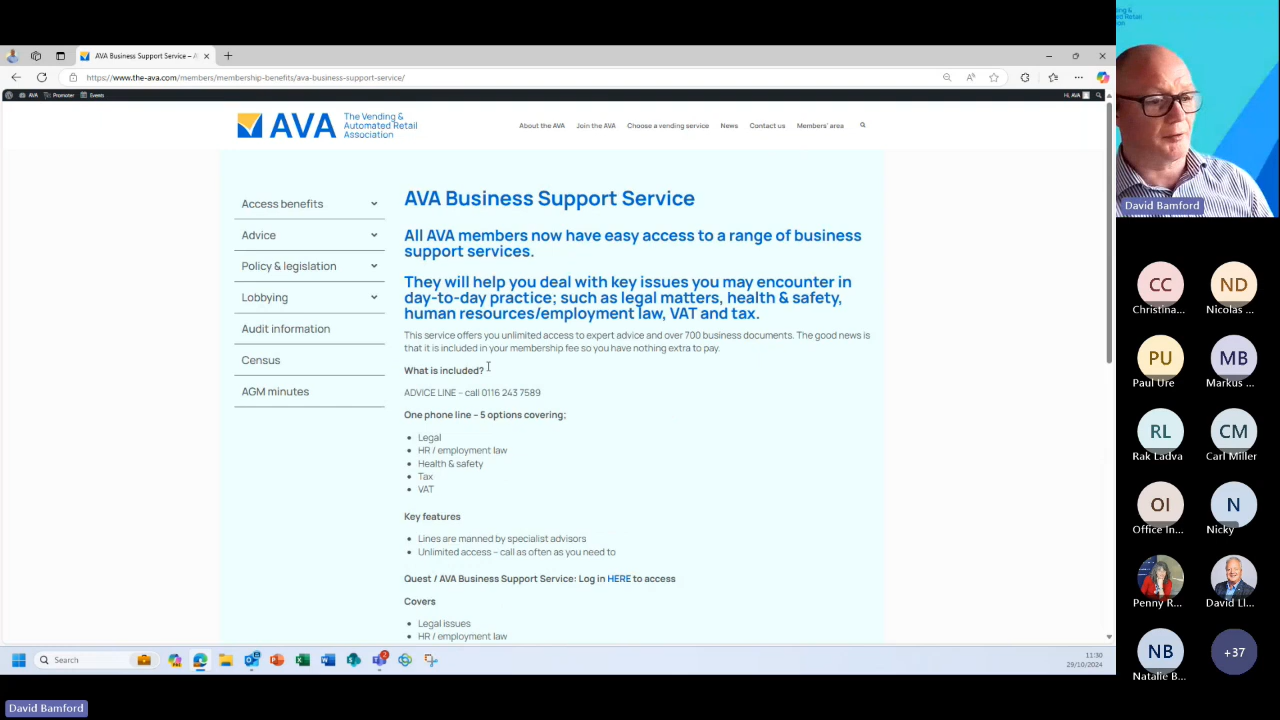 AVA Business Support Service – A
https://www.the-ava.com/members/membership-benefits/ava-business-support-service/
AVA
Promoter
Events
Hi, AVA
AVA
The Vending &
Automated Retail
Association
About the AVA
Join the AVA
Choose a vending service
News
Contact us
Members' area
Access benefits
Advice
Policy & legislation
Lobbying
Audit information
Census
AGM minutes
AVA Business Support Service
All AVA members now have easy access to a range of business
support services.
They will help you deal with key issues you may encounter in
day-to-day practice; such as legal matters, health & safety,
human resources/employment law, VAT and tax.
This service offers you unlimited access to expert advice and over 700 business documents. The good news is
that it is included in your membership fee so you have nothing extra to pay.
What is included?
ADVICE LINE – call 0116 243 7589
One phone line – 5 options covering;
Legal
HR / employment law
Health & safety
Tax
VAT
Key features
Lines are manned by specialist advisors
Unlimited access – call as often as you need to
Quest / AVA Business Support Service: Log in HERE to access
Covers
Legal issues
HR / employment law
Search
11:30
29/10/2024
David Bamford
CC
Christina...
ND
Nicolas ...
PU
Paul Ure
MB
Markus ...
RL
Rak Ladva
CM
Carl Miller
OI
Office In...
N
Nicky
Penny R...
David Ll...
NB
Natalie B...
+37
David Bamford